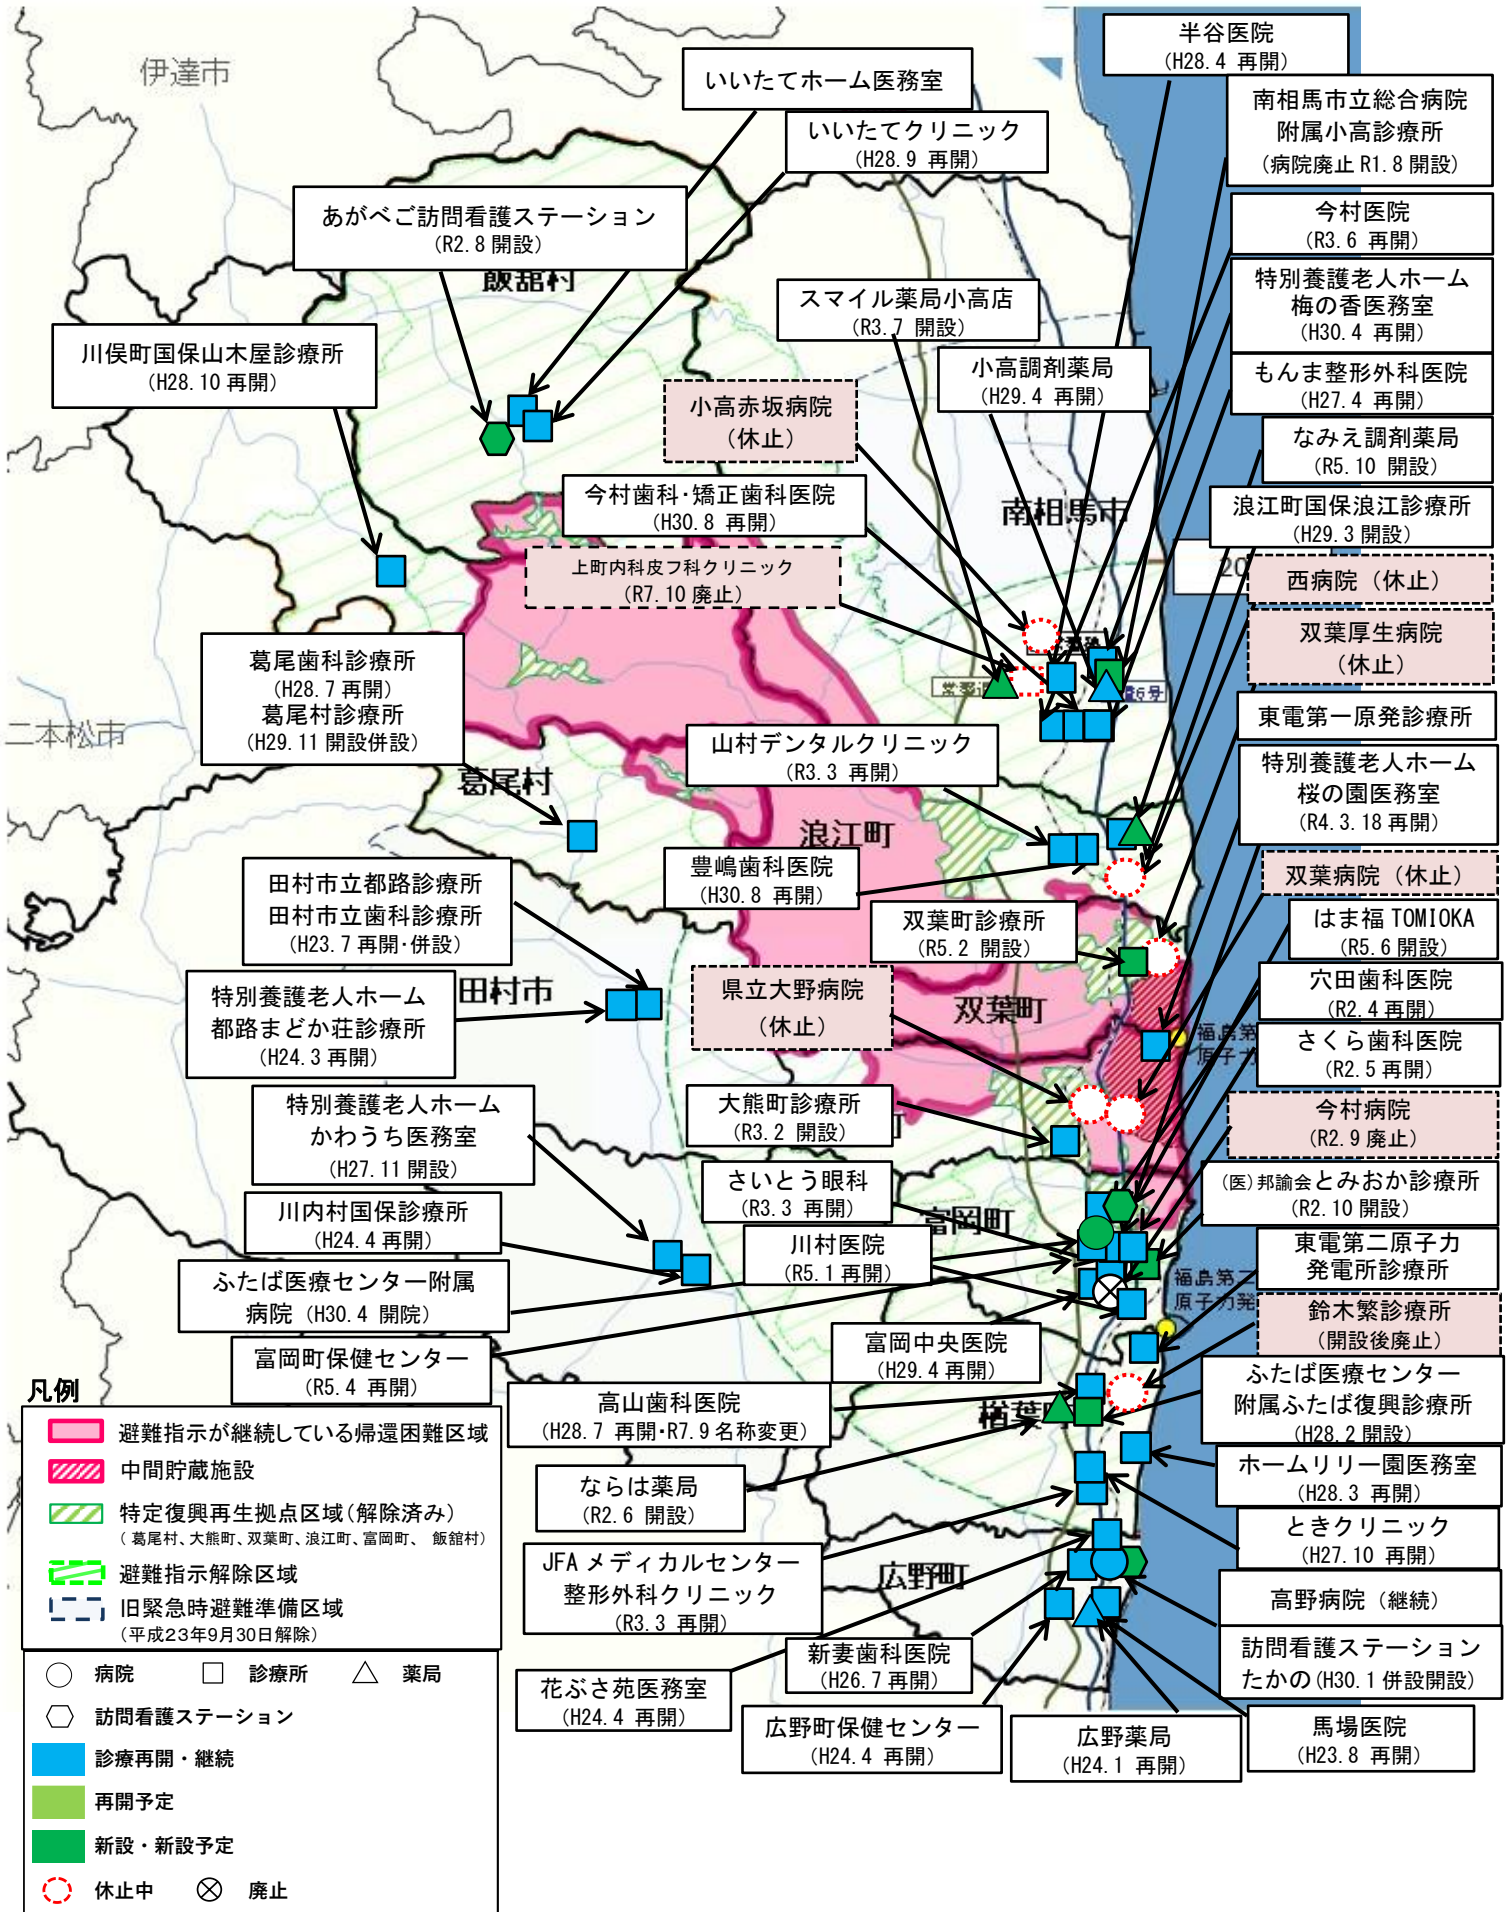 伊達市
半谷医院
(H28.4 再開)
いいたてホーム医務室
南相馬市立総合病院
附属小高診療所
(病院廃止 R1.8 開設)
いいたてクリニック
(H28.9 再開)
あがべご訪問看護ステーション
(R2.8 開設)
今村医院
(R3.6 再開)
飯舘村
特別養護老人ホーム
梅の香医務室
(H30.4 再開)
スマイル薬局小高店
(R3.7 開設)
川俣町国保山木屋診療所
(H28.10 再開)
小高調剤薬局
(H29.4 再開)
もんま整形外科医院
(H27.4 再開)
小高赤坂病院
(休止)
なみえ調剤薬局
(R5.10 開設)
今村歯科・矯正歯科医院
(H30.8 再開)
南相馬市
浪江町国保浪江診療所
(H29.3 開設)
上町内科皮フ科クリニック
(R7.10 廃止)
20
西病院（休止）
双葉厚生病院
(休止)
葛尾歯科診療所
(H28.7 再開)
葛尾村診療所
(H29.11 開設併設)
6号
東電第一原発診療所
二本松市
山村デンタルクリニック
(R3.3 再開)
特別養護老人ホーム
桜の園医務室
(R4.3.18 再開)
葛尾村
浪江町
豊嶋歯科医院
(H30.8 再開)
双葉病院（休止）
田村市立都路診療所
田村市立歯科診療所
(H23.7 再開・併設)
双葉町診療所
(R5.2 開設)
はま福 TOMIOKA
(R5.6 開設)
田村市
県立大野病院
(休止)
双葉町
穴田歯科医院
(R2.4 再開)
特別養護老人ホーム
都路まどか荘診療所
(H24.3 再開)
福島第
原子力
さくら歯科医院
(R2.5 再開)
特別養護老人ホーム
かわうち医務室
(H27.11 開設)
大熊町診療所
(R3.2 開設)
今村病院
(R2.9 廃止)
さいとう眼科
(R3.3 再開)
(医)邦諭会とみおか診療所
(R2.10 開設)
川内村国保診療所
(H24.4 再開)
富岡町
川村医院
(R5.1 再開)
東電第二原子力
発電所診療所
ふたば医療センター附属
病院 (H30.4 開院)
福島第二
原子力発
鈴木繁診療所
(開設後廃止)
富岡町保健センター
(R5.4 再開)
富岡中央医院
(H29.4 再開)
ふたば医療センター
附属ふたば復興診療所
(H28.2 開設)
高山歯科医院
(H28.7 再開・R7.9 名称変更)
楢葉町
ホームリリー園医務室
(H28.3 再開)
ならは薬局
(R2.6 開設)
ときクリニック
(H27.10 再開)
JFA メディカルセンター
整形外科クリニック
(R3.3 再開)
広野町
高野病院（継続）
新妻歯科医院
(H26.7 再開)
訪問看護ステーション
たかの(H30.1 併設開設)
花ぶさ苑医務室
(H24.4 再開)
広野町保健センター
(H24.4 再開)
広野薬局
(H24.1 再開)
馬場医院
(H23.8 再開)
凡例
避難指示が継続している帰還困難区域
中間貯蔵施設
特定復興再生拠点区域(解除済み)
(葛尾村、大熊町、双葉町、浪江町、富岡町、飯舘村)
避難指示解除区域
旧緊急時避難準備区域
(平成23年9月30日解除)
病院 診療所 薬局
訪問看護ステーション
診療再開・継続
再開予定
新設・新設予定
休止中 廃止